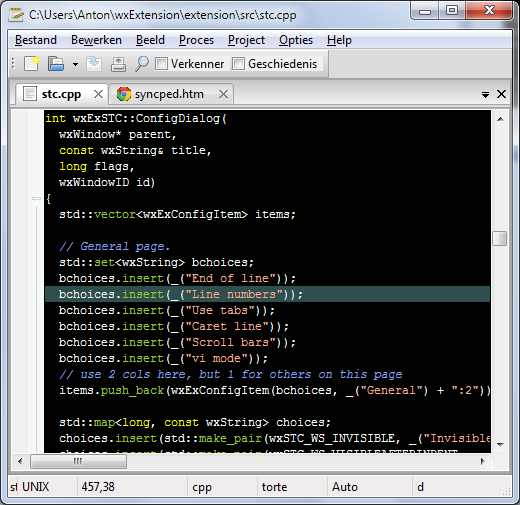 C:\Users\Anton\wxExtension\extension\src\stc.cpp
Bestand Bewerken Beeld Proces Project Opties Help
Verkenner Geschiedenis
stc.cpp syncped.htm
int wxExSTC::ConfigDialog(
wxWindow* parent,
const wxString& title,
long flags,
wxWindowID id)
{
std::vector<wxExConfigItem> items;
// General page.
std::set<wxString> bchoices;
bchoices.insert(_("End of line"));
bchoices.insert(_("Line numbers"));
bchoices.insert(_("Use tabs"));
bchoices.insert(_("Caret line"));
bchoices.insert(_("Scroll bars"));
bchoices.insert(_("vi mode"));
// use 2 cols here, but 1 for others on this page
items.push_back(wxExConfigItem(bchoices, _("General") + ":2"))
std::map<long, const wxString> choices;
choices.insert(std::make_pair(wxSTC_WS_INVISIBLE, _("Invisible
choices.insert(std::make_pair(wxSTC_WS_VISIBLEAFTERINDENT,
st UNIX 457,38 cpp torte Auto d